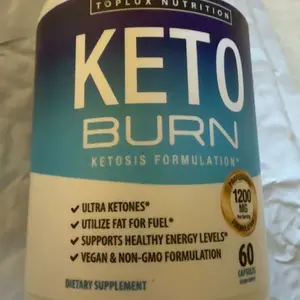 TOPLUX NUTRITION
KETO
BURN
KETOSIS FORMULATION*
✓ ULTRA KETONES*
✓ UTILIZE FAT FOR FUEL*
✓ SUPPORTS HEALTHY ENERGY LEVELS*
✓ VEGAN & NON-GMO FORMULATION
1200
MG
60
CAPSULES
DIETARY SUPPLEMENT